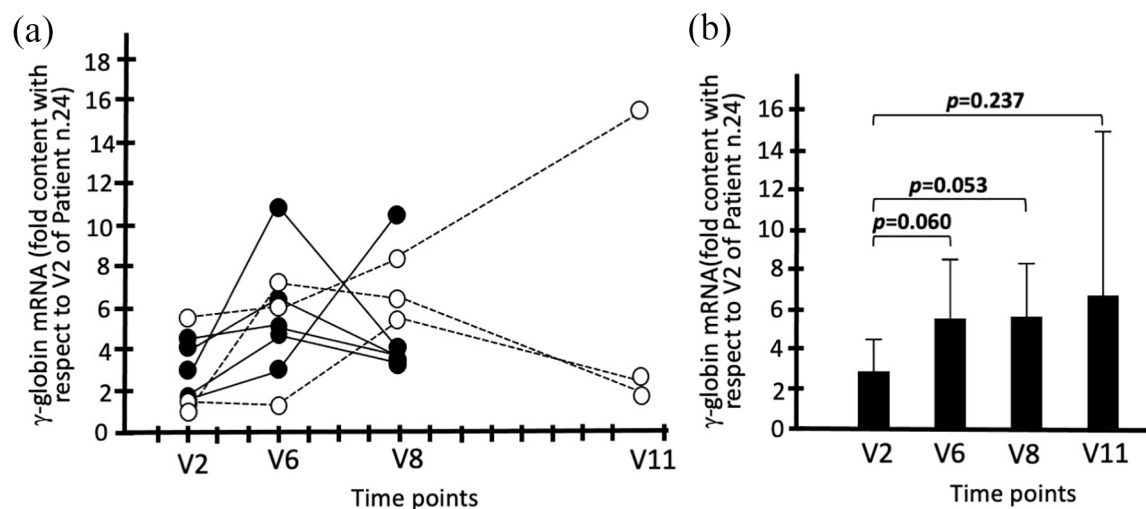 (a)
γ-globin mRNA (fold content with
respect to V2 of Patient n.24)
18
16
14
12
10
8
6
4
2
0
V2 V6 V8 V11
Time points
(b)
γ-globin mRNA(fold content with
respect to V2 of Patient n.24)
16
14
12
10
8
6
4
2
0
p=0.237
p=0.053
p=0.060
V2 V6 V8 V11
Time points